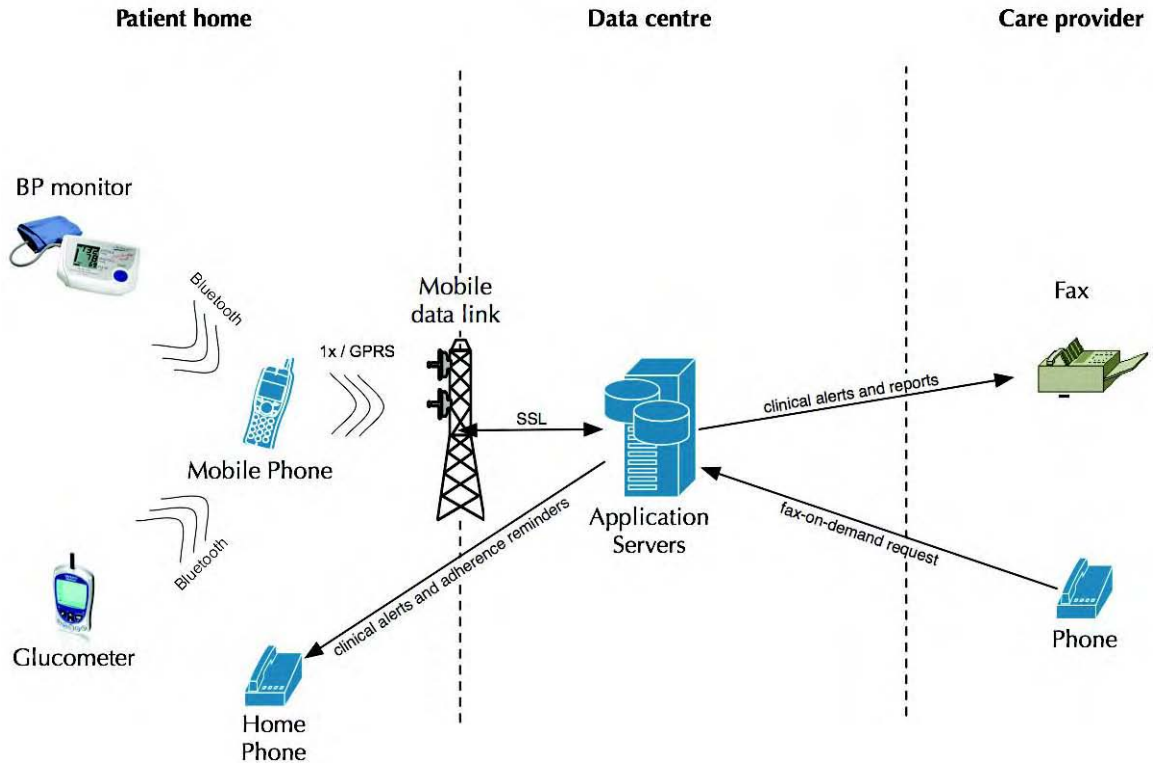 Patient home
Data centre
Care provider
BP monitor
Bluetooth
Mobile
data link
1x / GPRS
Fax
clinical alerts and reports
SSL
Mobile Phone
Application
Servers
fax-on-demand request
Bluetooth
clinical alerts and adherence reminders
Glucometer
Phone
Home
Phone